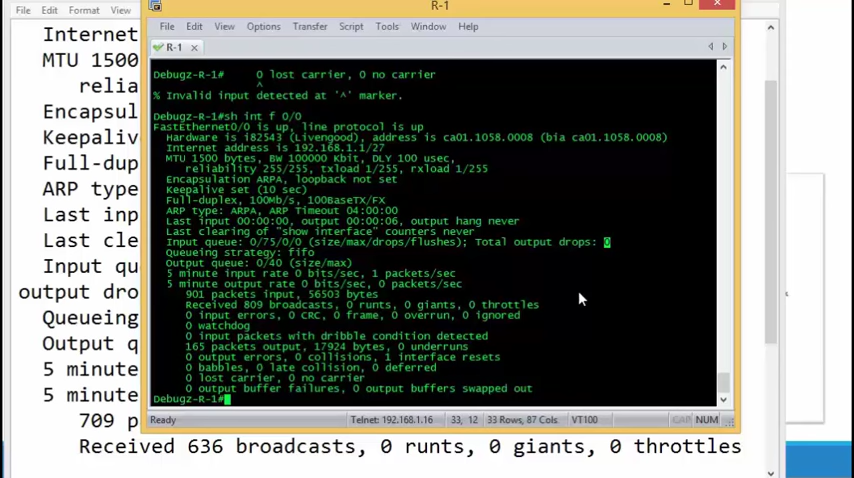 File Edit Format View
R-1
File Edit View Options Transfer Script Tools Window Help
R-1
Debugz-R-1#     0 lost carrier, 0 no carrier
^
% Invalid input detected at '^' marker.
Debugz-R-1#sh int f 0/0
FastEthernet0/0 is up, line protocol is up
Hardware is i82543 (Livengood), address is ca01.1058.0008 (bia ca01.1058.0008)
Internet address is 192.168.1.1/27
MTU 1500 bytes, BW 100000 Kbit, DLY 100 usec,
reliability 255/255, txload 1/255, rxload 1/255
Encapsulation ARPA, loopback not set
Keepalive set (10 sec)
Full-duplex, 100Mb/s, 100BaseTX/FX
ARP type: ARPA, ARP Timeout 04:00:00
Last input 00:00:00, output 00:00:06, output hang never
Last clearing of "show interface" counters never
Input queue: 0/75/0/0 (size/max/drops/flushes); Total output drops: 0
Queueing strategy: fifo
Output queue: 0/40 (size/max)
5 minute input rate 0 bits/sec, 1 packets/sec
5 minute output rate 0 bits/sec, 0 packets/sec
901 packets input, 56503 bytes
Received 809 broadcasts, 0 runts, 0 giants, 0 throttles
0 input errors, 0 CRC, 0 frame, 0 overrun, 0 ignored
0 watchdog
0 input packets with dribble condition detected
165 packets output, 17924 bytes, 0 underruns
0 output errors, 0 collisions, 1 interface resets
0 babbles, 0 late collision, 0 deferred
0 lost carrier, 0 no carrier
0 output buffer failures, 0 output buffers swapped out
Debugz-R-1#
Ready Telnet: 192.168.1.16 33, 12 33 Rows, 87 Cols VT100 CAP NUM
Internet
MTU 1500
relia
Encapsul
Keepaliv
Full-dup
ARP type
Last inp
Last cle
Input qu
output dro
Queueing
Output q
5 minute
5 minute
709 p
Received 636 broadcasts, 0 runts, 0 giants, 0 throttles